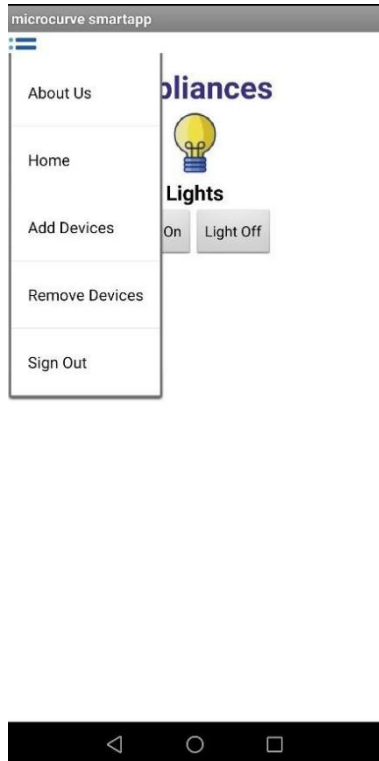 microcurve smartapp
pliances
About Us
Home
Lights
Add Devices
On
Light Off
Remove Devices
Sign Out